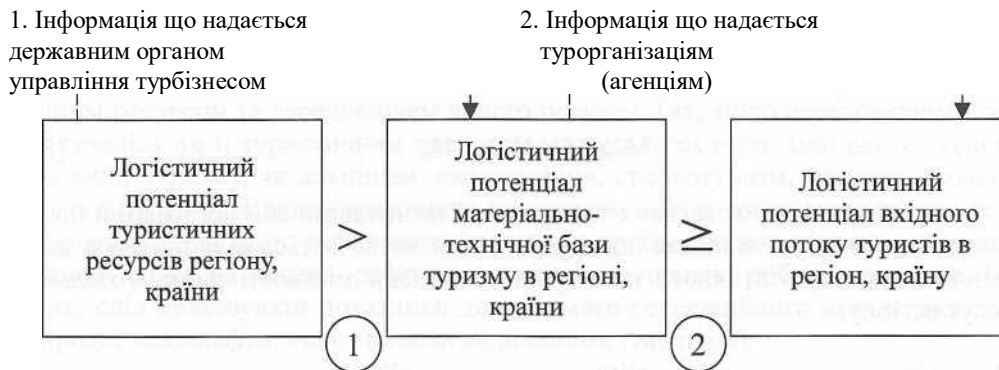 1. Інформація що надається
державним органом
управління турбізнесом
2. Інформація що надається
турорганізаціям
(агенціям)
Логістичний
потенціал
туристичних
ресурсів регіону,
країни
>
Логістичний
потенціал
матеріально-
технічної бази
туризму в регіоні,
країни
≥
Логістичний
потенціал вхідного
потоку туристів в
регіон, країну
1
2